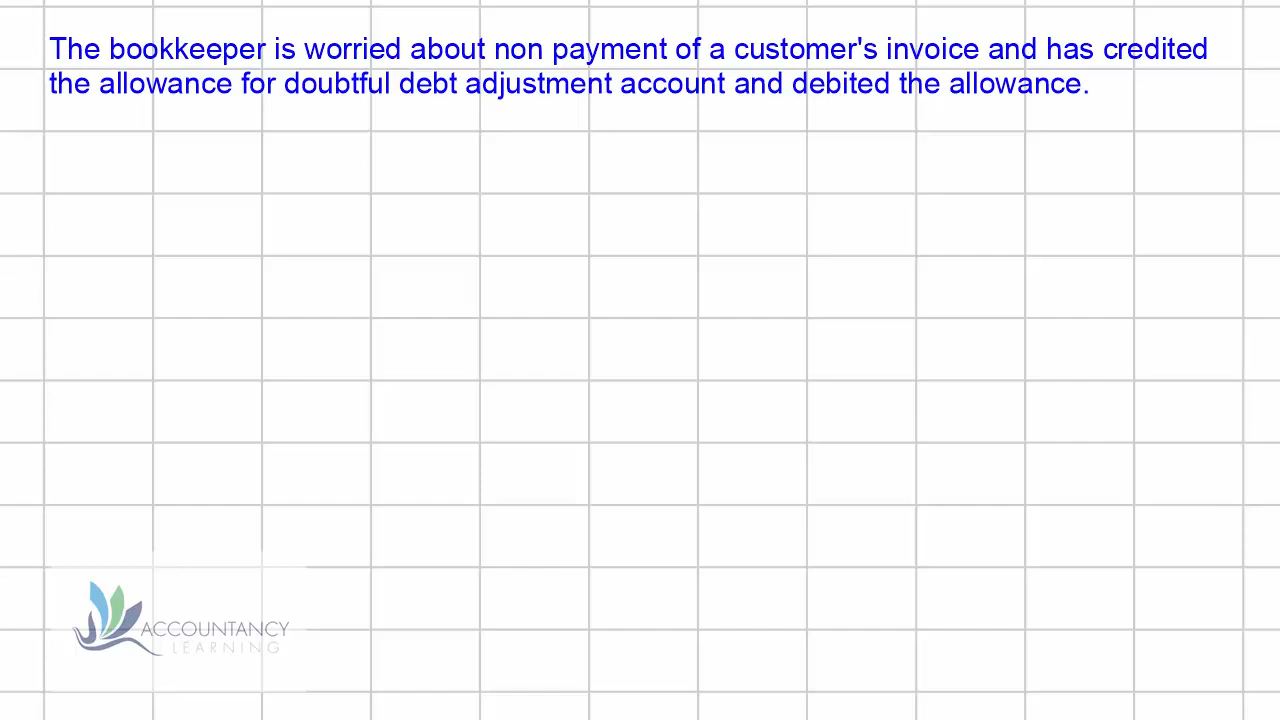 The bookkeeper is worried about non payment of a customer's invoice and has credited
the allowance for doubtful debt adjustment account and debited the allowance.
ACCOUNTANCY
LEARNING